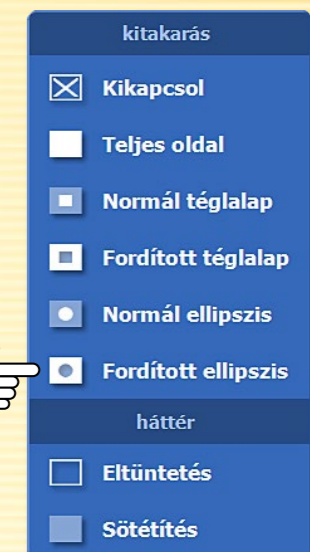 kitakarás
Kikapcsol
Teljes oldal
Normál téglalap
Fordított téglalap
Normál ellipszis
Fordított ellipszis
háttér
Eltüntetés
Sötétítés